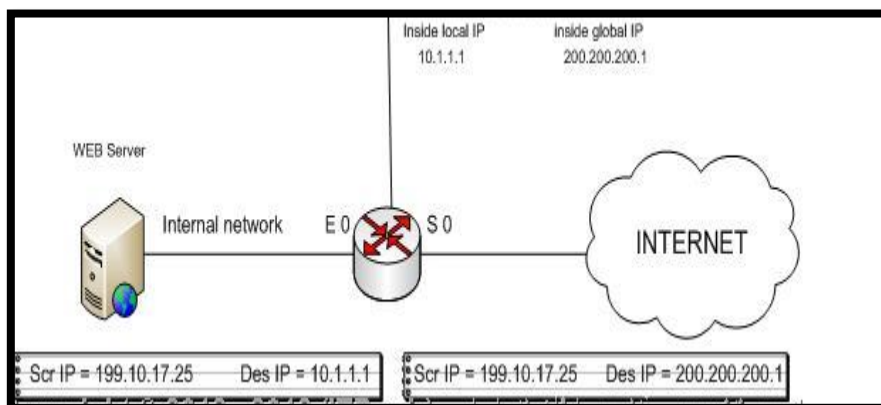 Inside local IP inside global IP
10.1.1.1 200.200.200.1
WEB Server
Internal network E 0 S 0
INTERNET
Scr IP = 199.10.17.25 Des IP = 10.1.1.1
Scr IP = 199.10.17.25 Des IP = 200.200.200.1